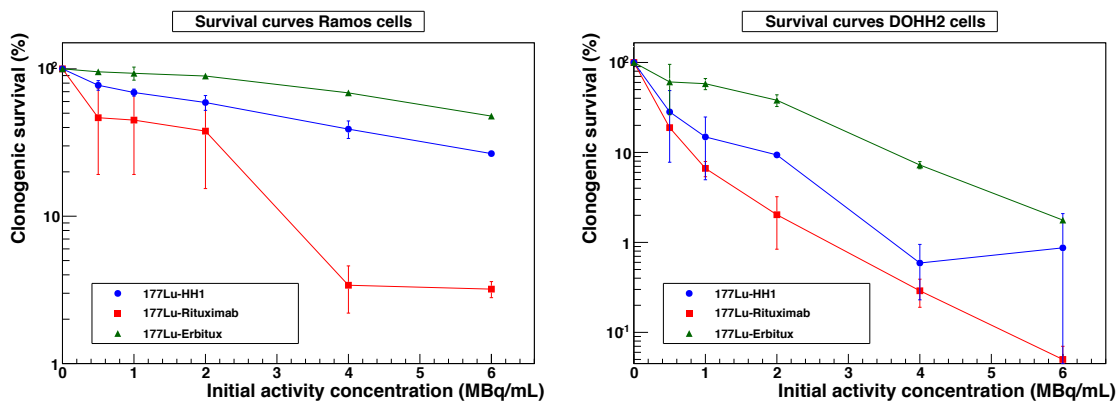 Survival curves Ramos cells
Clonogenic survival (%)
10²
10
1
177Lu-HH1
177Lu-Rituximab
177Lu-Erbitux
0 1 2 3 4 5 6
Initial activity concentration (MBq/mL)
Survival curves DOHH2 cells
Clonogenic survival (%)
10²
10
1
10⁻¹
177Lu-HH1
177Lu-Rituximab
177Lu-Erbitux
0 1 2 3 4 5 6
Initial activity concentration (MBq/mL)